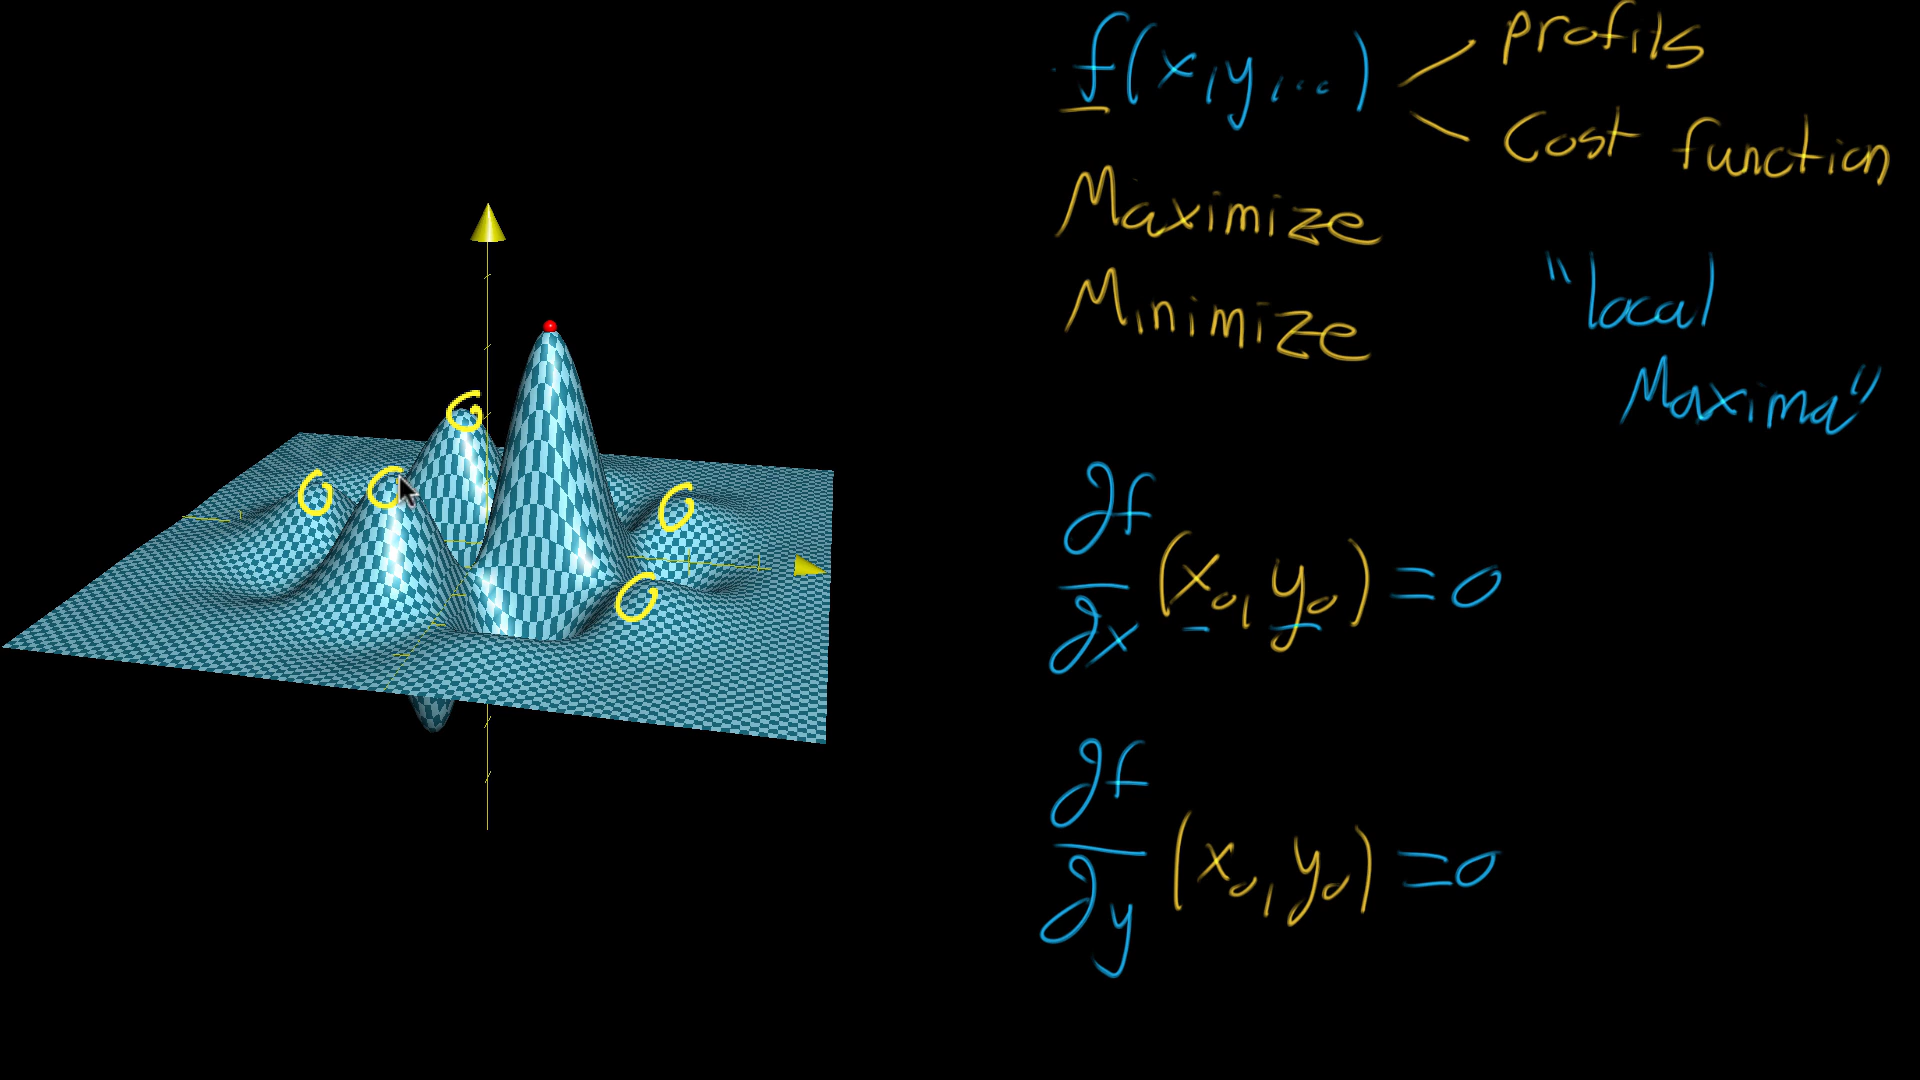 f(x,y,...)
Profits
Cost function
Maximize
Minimize
"local
Maxima"
∂f/∂x (x₀,y₀) = 0
∂f/∂y (x₀,y₀) = 0